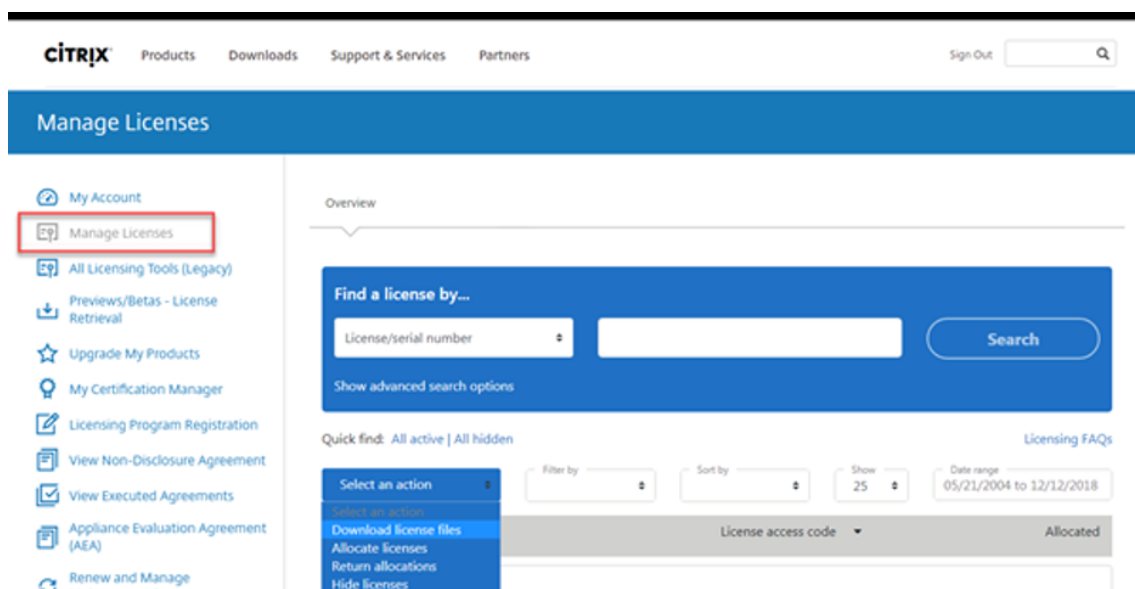 CİTRIX
Products
Downloads
Support & Services
Partners
Sign Out
Manage Licenses
My Account
Manage Licenses
All Licensing Tools (Legacy)
Previews/Betas - License
Retrieval
Upgrade My Products
My Certification Manager
Licensing Program Registration
View Non-Disclosure Agreement
View Executed Agreements
Appliance Evaluation Agreement
(AEA)
Renew and Manage
Overview
Find a license by...
License/serial number
Search
Show advanced search options
Quick find: All active | All hidden
Licensing FAQs
Select an action
Filter by
Sort by
Show
25
Date range
05/21/2004 to 12/12/2018
Select an action
Download license files
Allocate licenses
Return allocations
Hide licenses
License access code
Allocated